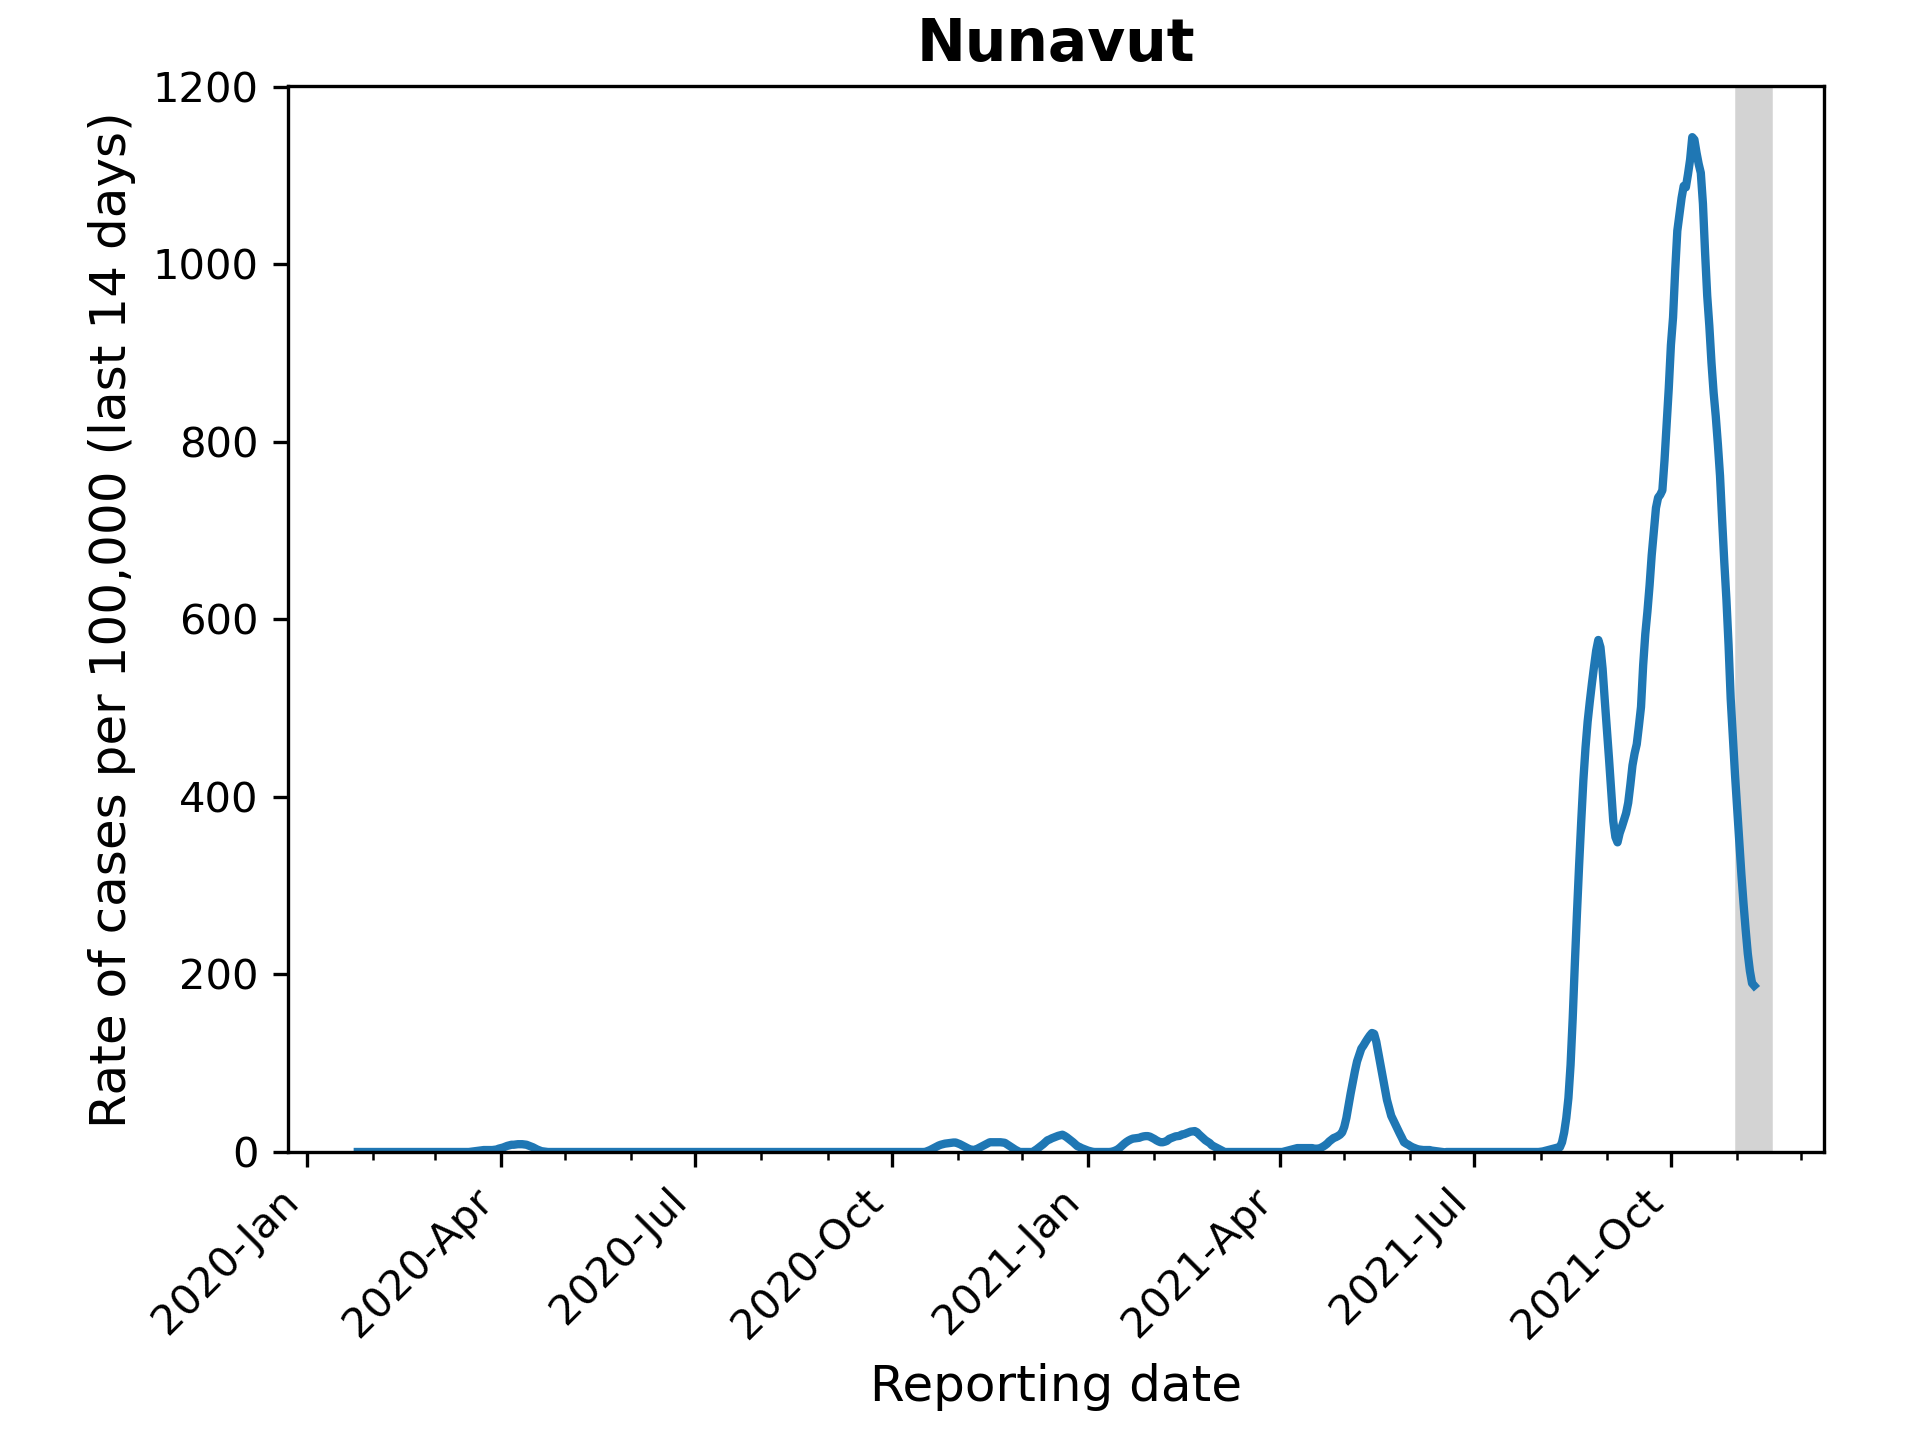 Nunavut
Rate of cases per 100,000 (last 14 days)
1200
1000
800
600
400
200
0
2020-Jan
2020-Apr
2020-Jul
2020-Oct
2021-Jan
2021-Apr
2021-Jul
2021-Oct
Reporting date